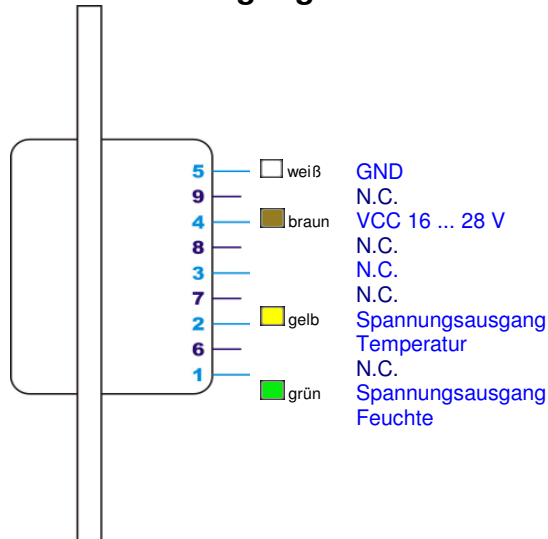 5 weiß GND
9 N.C.
4 braun VCC 16 ... 28 V
8 N.C.
3 N.C.
7 N.C.
2 gelb Spannungsausgang
Temperatur
6 N.C.
1 grün Spannungsausgang
Feuchte